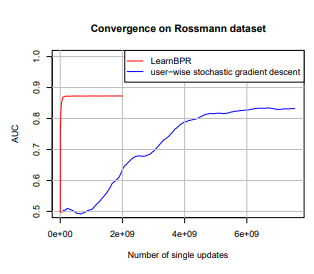 Convergence on Rossmann dataset
LearnBPR
user-wise stochastic gradient descent
AUC
1.0
0.9
0.8
0.7
0.6
0.5
0e+00 2e+09 4e+09 6e+09
Number of single updates